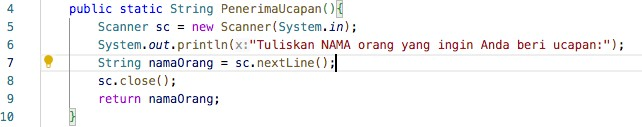 4 public static String PenerimaUcapan(){
5 Scanner sc = new Scanner(System.in);
6 System.out.println(x:"Tuliskan NAMA orang yang ingin Anda beri ucapan:");
7 String namaOrang = sc.nextLine();
8 sc.close();
9 return namaOrang;
10 }